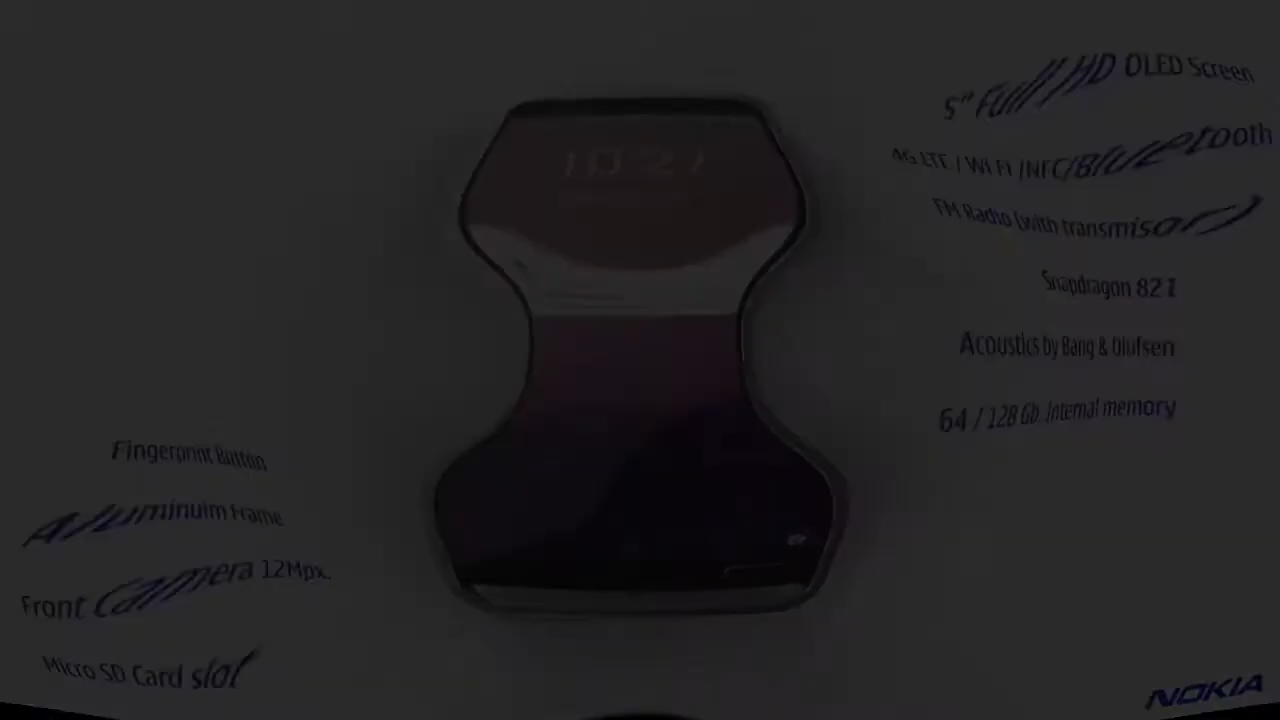 5" Full HD OLED Screen
4G LTE / WI FI /NFC/Bluetooth
FM Radio (with transmisor)
Snapdragon 821
Acoustics by Bang & Olufsen
64 / 128 Gb. Internal memory
10 21
Fingerprint Button
Aluminuim Frame
Front Camera 12Mpx.
Micro SD Card slot
NOKIA